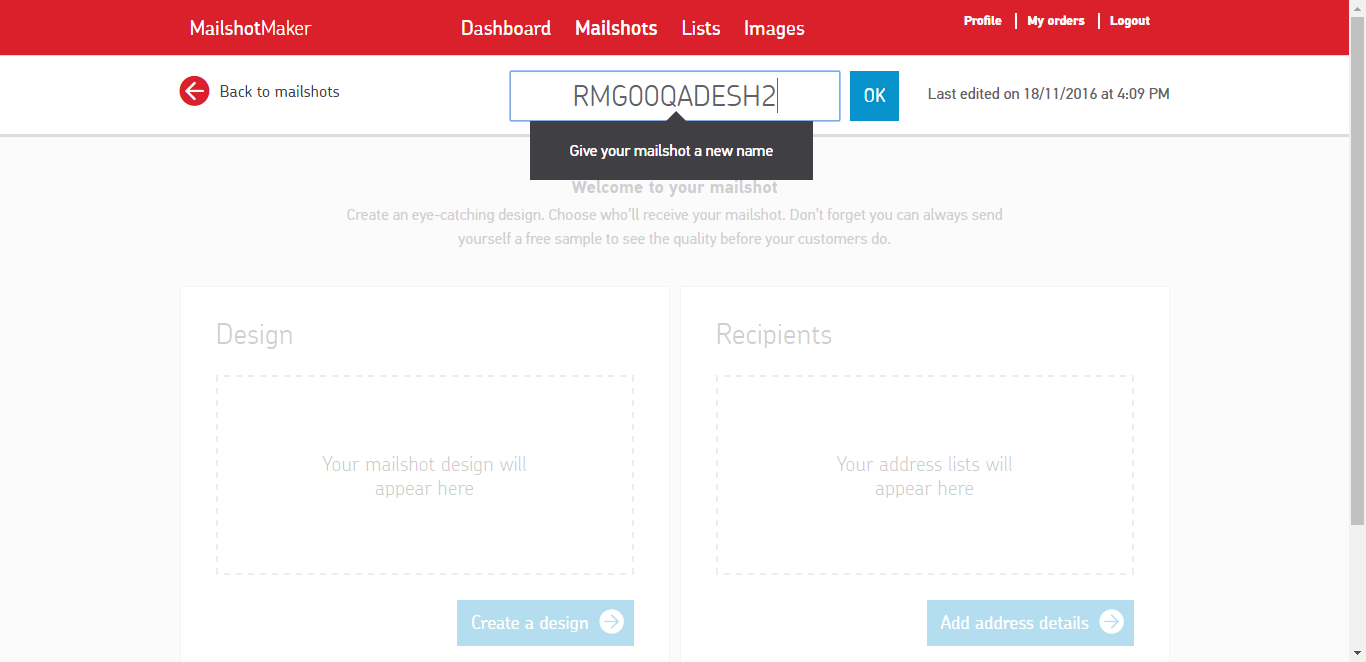 MailshotMaker
Dashboard
Mailshots
Lists
Images
Profile
My orders
Logout
Back to mailshots
RMG00QADESH2
OK
Last edited on 18/11/2016 at 4:09 PM
Give your mailshot a new name
Welcome to your mailshot
Create an eye-catching design. Choose who'll receive your mailshot. Don't forget you can always send
yourself a free sample to see the quality before your customers do.
Design
Your mailshot design will
appear here
Create a design
Recipients
Your address lists will
appear here
Add address details